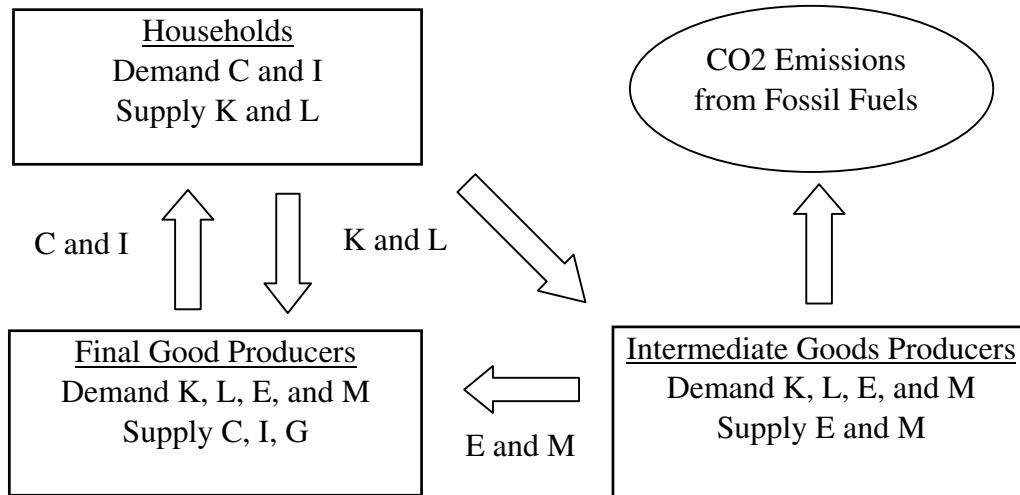 Households
Demand C and I
Supply K and L
CO2 Emissions
from Fossil Fuels
C and I
K and L
Final Good Producers
Demand K, L, E, and M
Supply C, I, G
E and M
Intermediate Goods Producers
Demand K, L, E, and M
Supply E and M